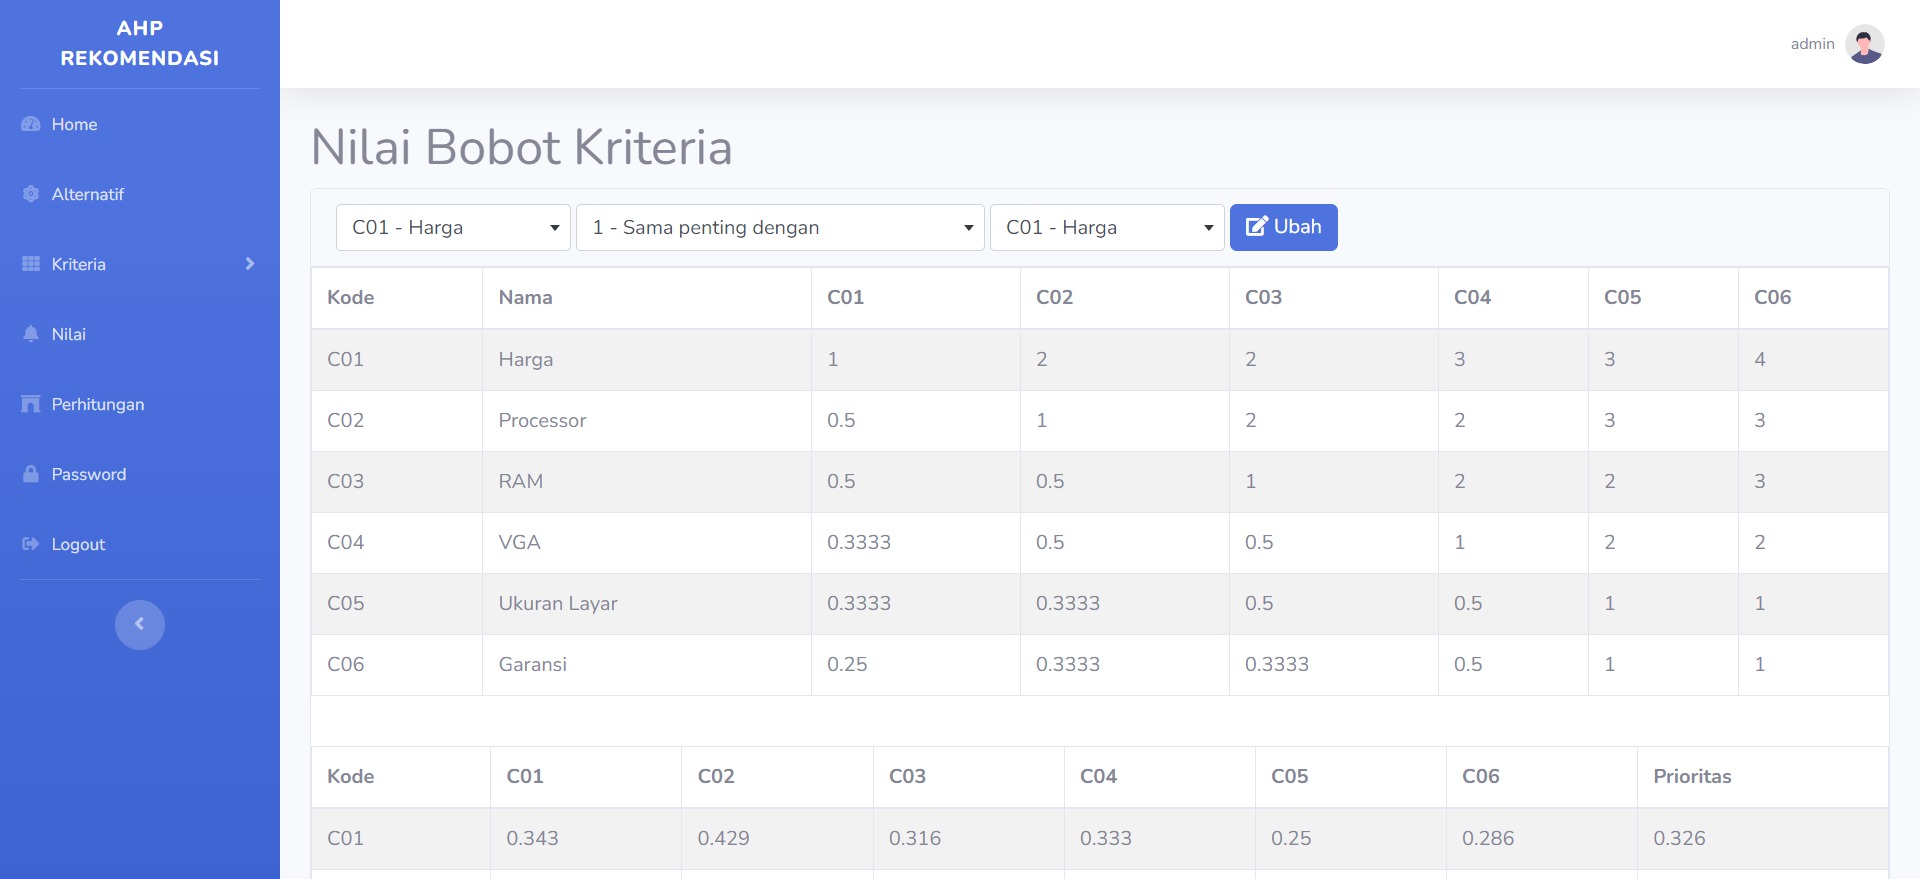 AHP
REKOMENDASI
admin
Home
Alternatif
Kriteria
Nilai
Perhitungan
Password
Logout
Nilai Bobot Kriteria
C01 - Harga 1 - Sama penting dengan C01 - Harga Ubah
Kode Nama C01 C02 C03 C04 C05 C06
C01 Harga 1 2 2 3 3 4
C02 Processor 0.5 1 2 2 3 3
C03 RAM 0.5 0.5 1 2 2 3
C04 VGA 0.3333 0.5 0.5 1 2 2
C05 Ukuran Layar 0.3333 0.3333 0.5 0.5 1 1
C06 Garansi 0.25 0.3333 0.3333 0.5 1 1
Kode C01 C02 C03 C04 C05 C06 Prioritas
C01 0.343 0.429 0.316 0.333 0.25 0.286 0.326